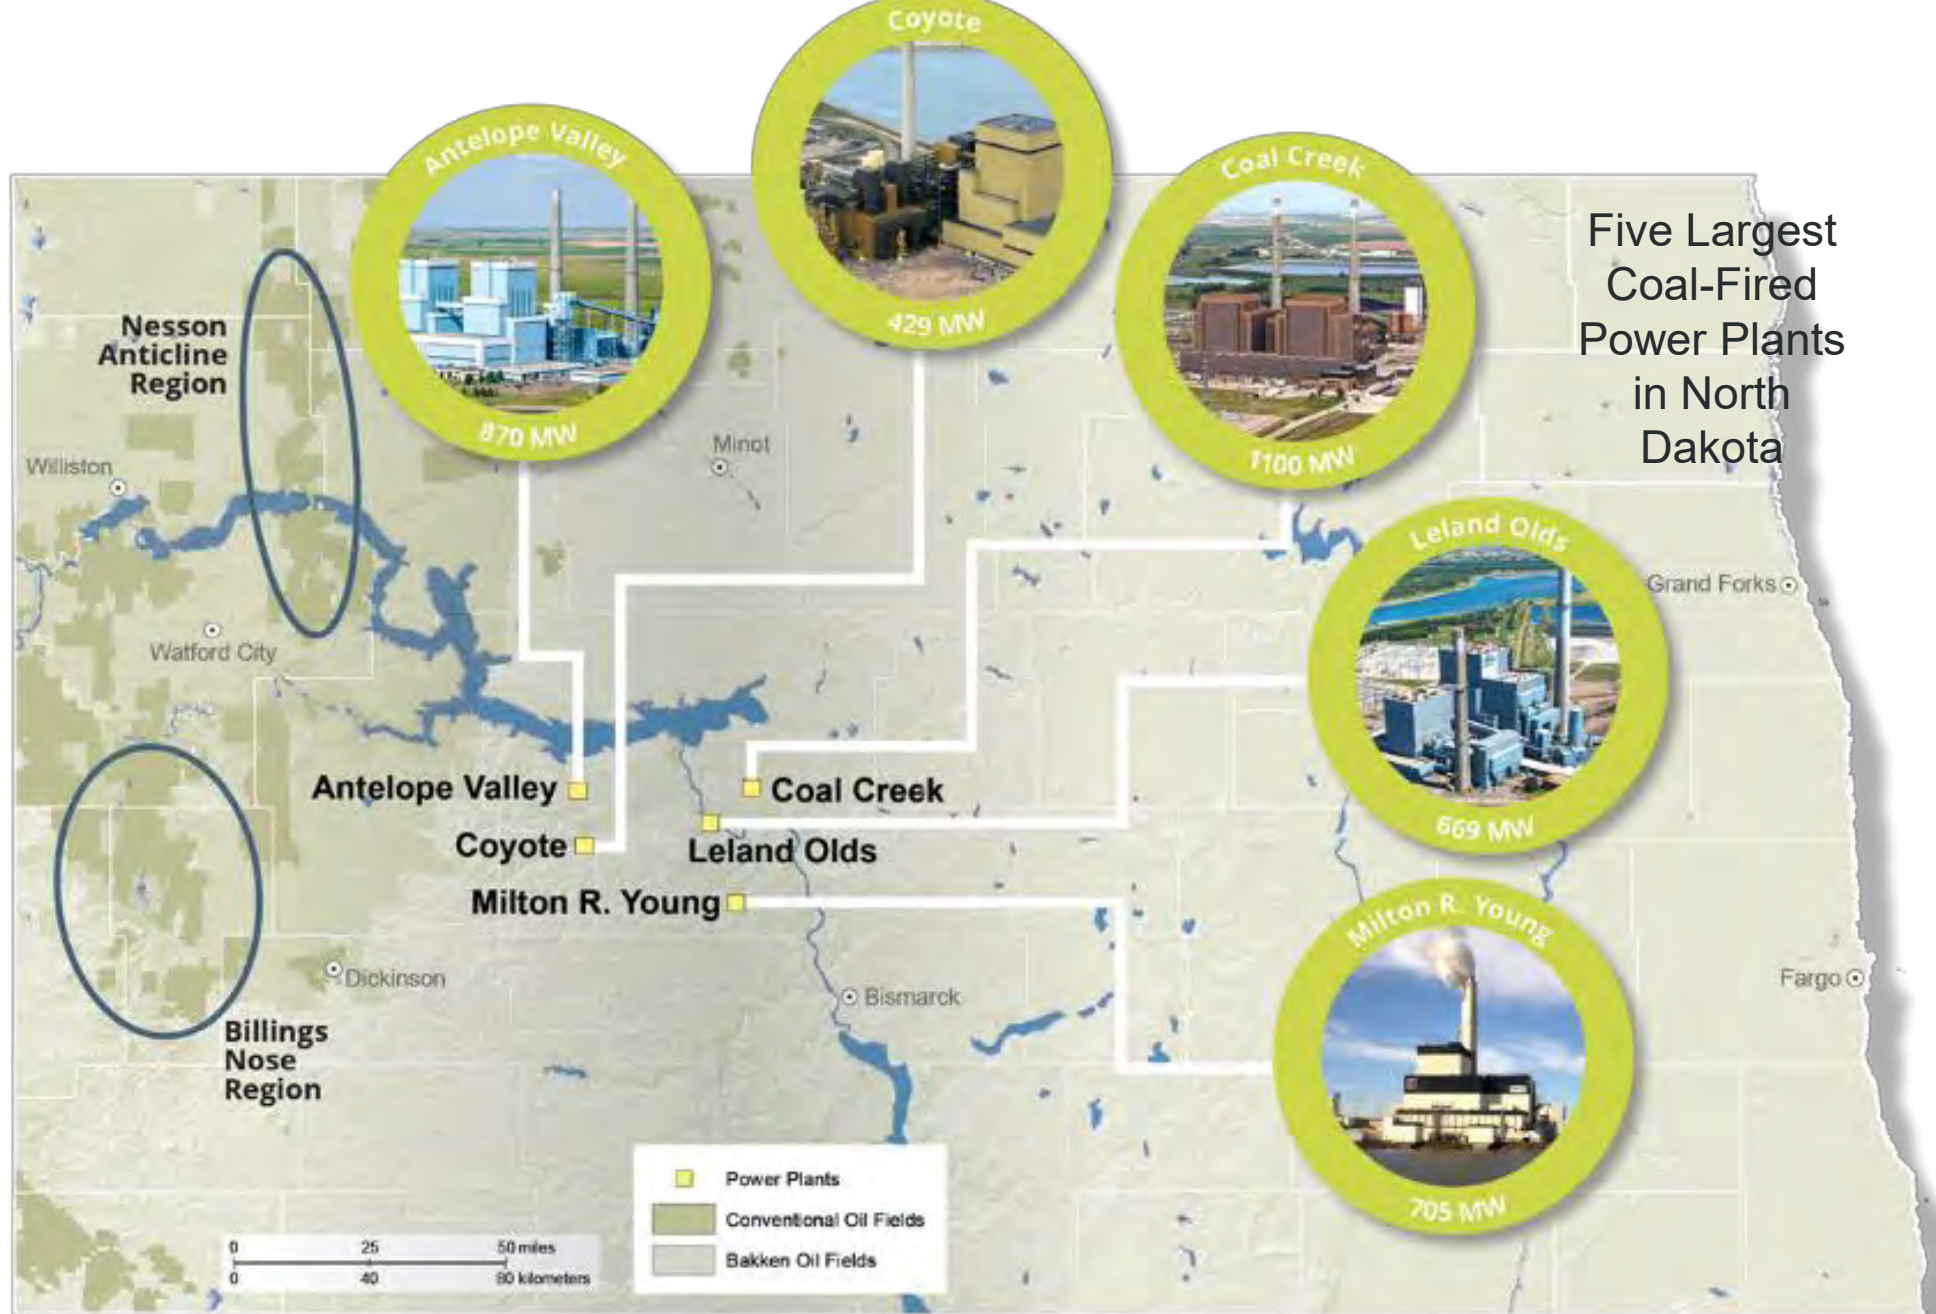 Coyote
429 MW
Antelope Valley
870 MW
Coal Creek
1100 MW
Five Largest
Coal-Fired
Power Plants
in North
Dakota
Nesson
Anticline
Region
Williston
Minot
Leland Olds
669 MW
Grand Forks
Watford City
Antelope Valley
Coal Creek
Coyote
Leland Olds
Milton R. Young
Milton R. Young
705 MW
Dickinson
Bismarck
Fargo
Billings
Nose
Region
Power Plants
Conventional Oil Fields
Bakken Oil Fields
0 25 50 miles
0 40 80 kilometers